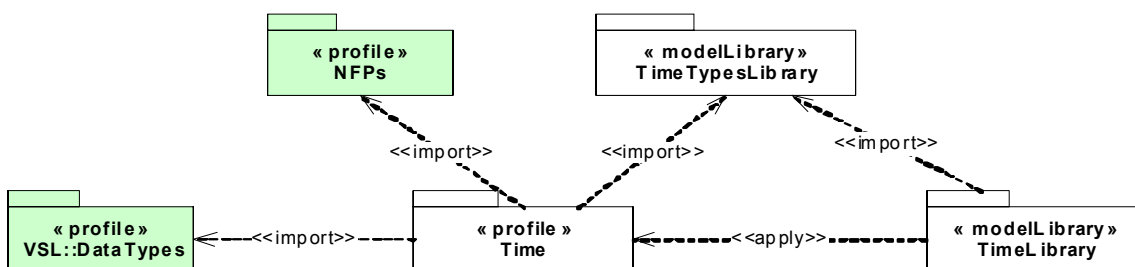 « profile »
NFPs
« modelLibrary »
TimeTypesLibrary
<<import>>
<<import>>
<<import>>
« profile »
VSL::DataTypes
<<import>>
« profile »
Time
<<apply>>
« modelLibrary »
TimeLibrary